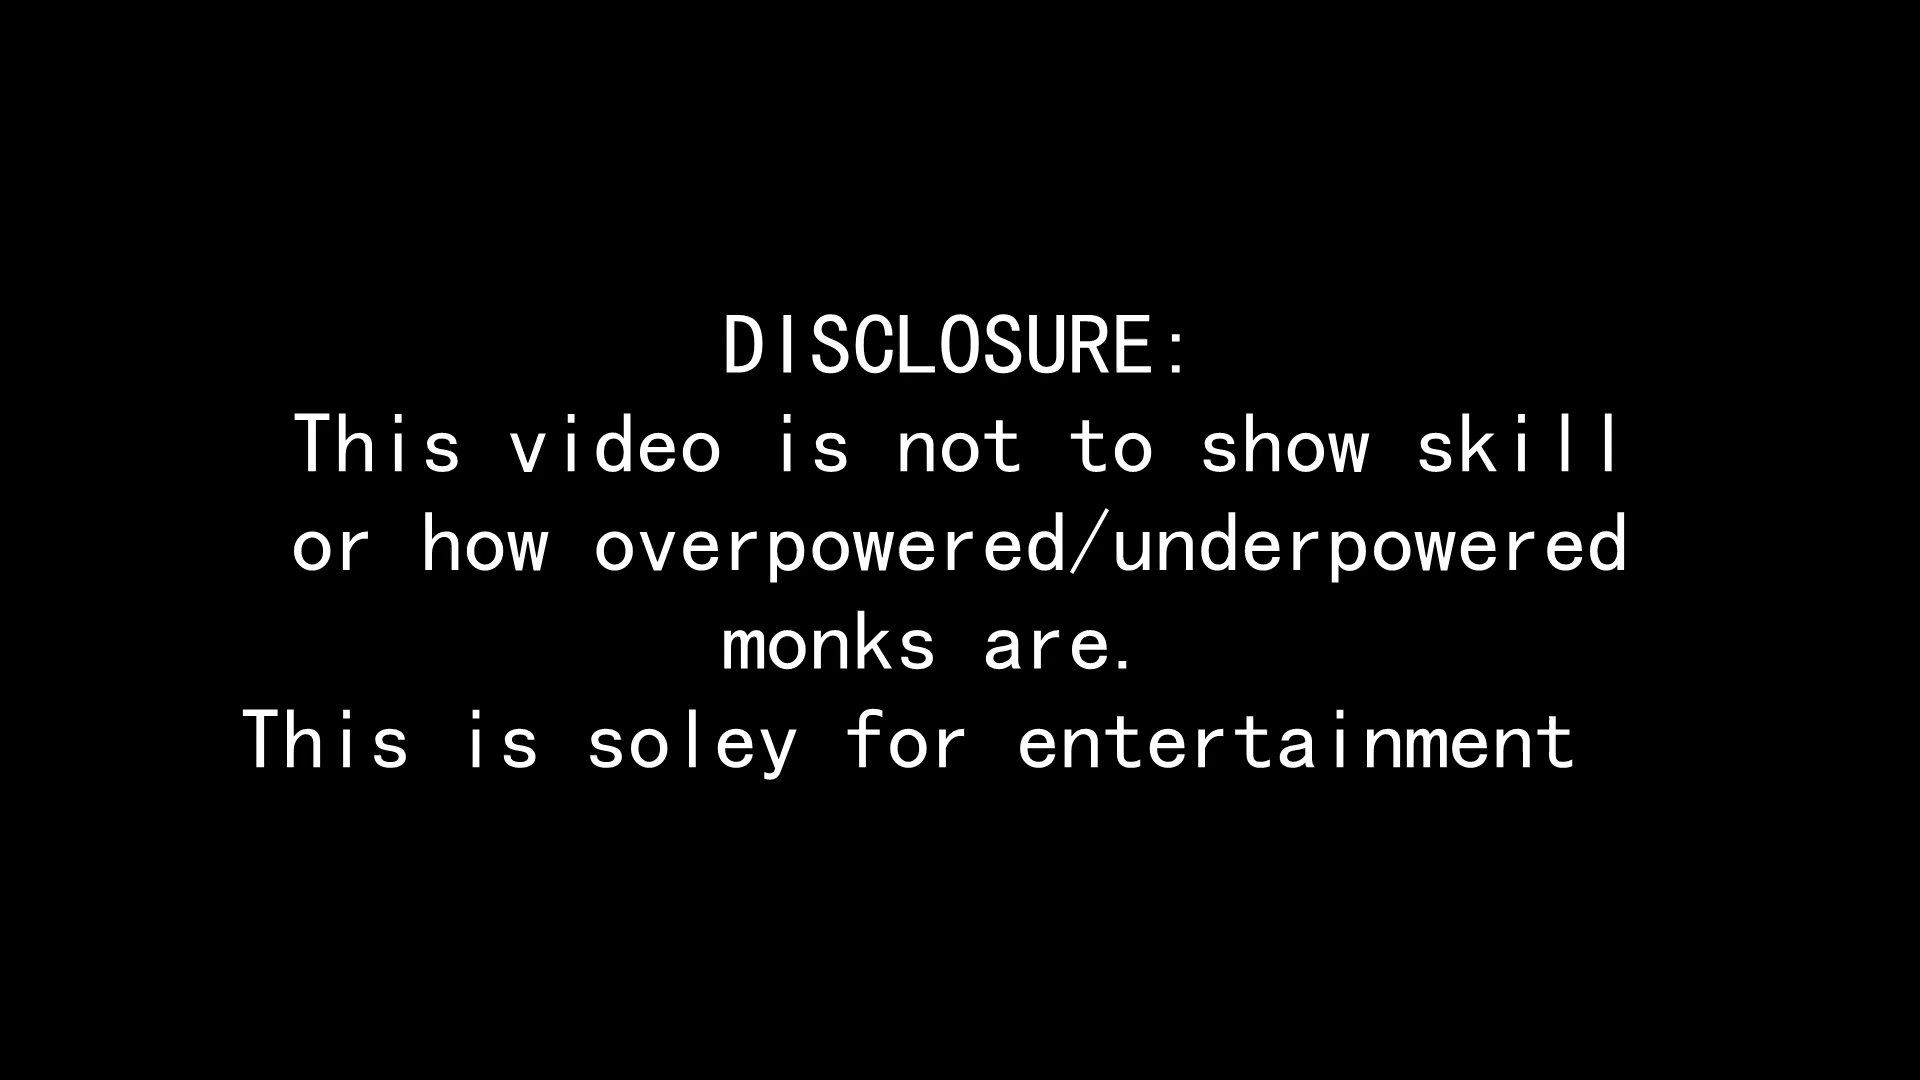 DISCLOSURE:
This video is not to show skill
or how overpowered/underpowered
monks are.
This is soley for entertainment